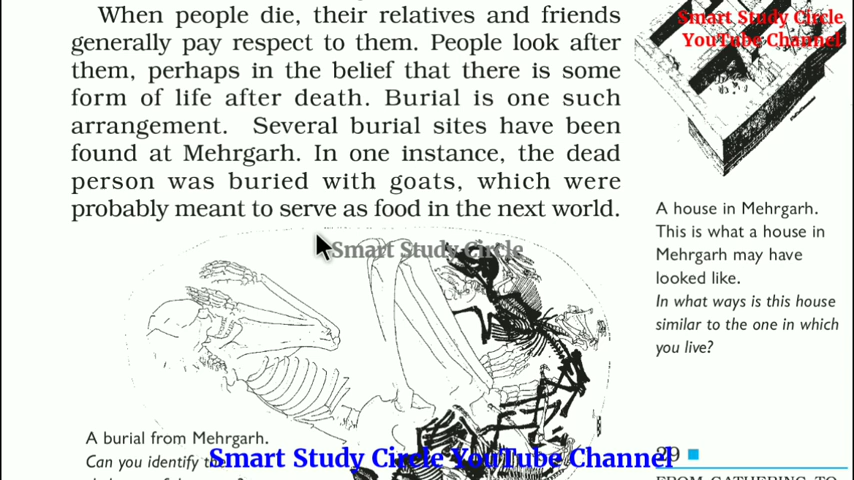 When people die, their relatives and friends
generally pay respect to them. People look after
them, perhaps in the belief that there is some
form of life after death. Burial is one such
arrangement. Several burial sites have been
found at Mehrgarh. In one instance, the dead
person was buried with goats, which were
probably meant to serve as food in the next world.
Smart Study Circle
YouTube Channel
A house in Mehrgarh.
This is what a house in
Mehrgarh may have
looked like.
In what ways is this house
similar to the one in which
you live?
Smart Study Circle
A burial from Mehrgarh.
Can you identify the
Smart Study Circle YouTube Channel
29
FROM GATHERING TO